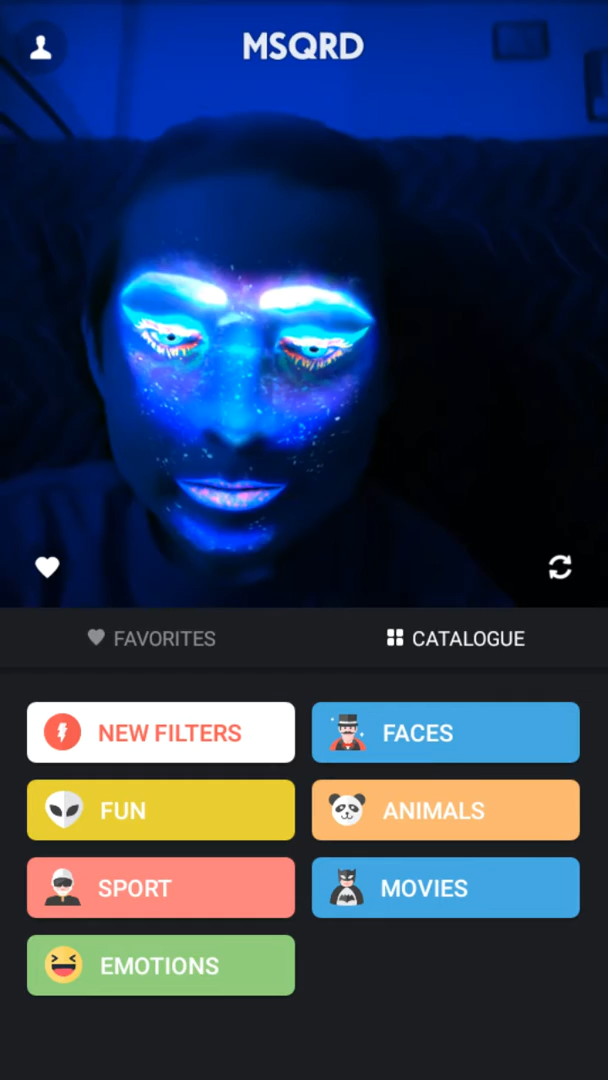 MSQRD
FAVORITES
CATALOGUE
NEW FILTERS
FACES
FUN
ANIMALS
SPORT
MOVIES
EMOTIONS